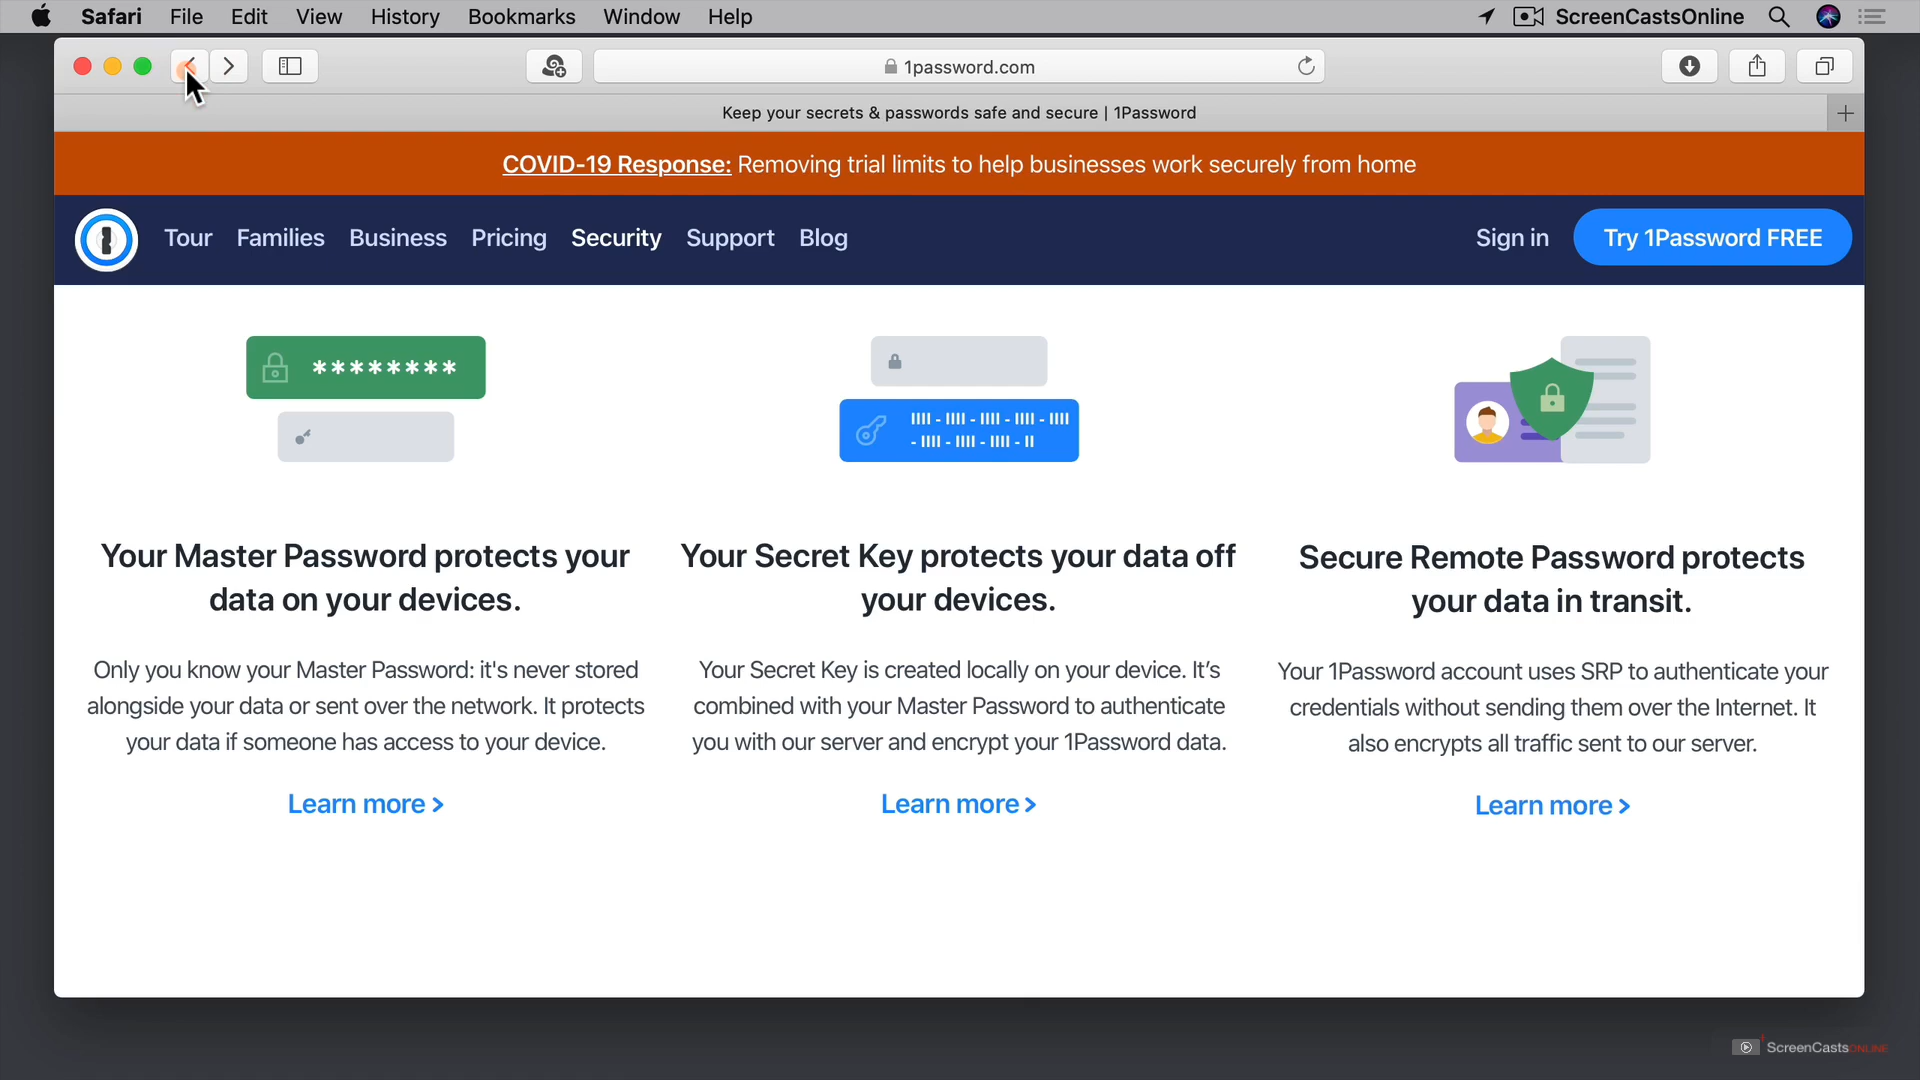 Safari File Edit View History Bookmarks Window Help ScreenCastsOnline
1password.com
Keep your secrets & passwords safe and secure | 1Password
COVID-19 Response: Removing trial limits to help businesses work securely from home
Tour Families Business Pricing Security Support Blog Sign in Try 1Password FREE
********
Your Master Password protects your
data on your devices.
Only you know your Master Password: it's never stored
alongside your data or sent over the network. It protects
your data if someone has access to your device.
Learn more >
Your Secret Key protects your data off
your devices.
Your Secret Key is created locally on your device. It’s
combined with your Master Password to authenticate
you with our server and encrypt your 1Password data.
Learn more >
Secure Remote Password protects
your data in transit.
Your 1Password account uses SRP to authenticate your
credentials without sending them over the Internet. It
also encrypts all traffic sent to our server.
Learn more >
ScreenCastsONLINE